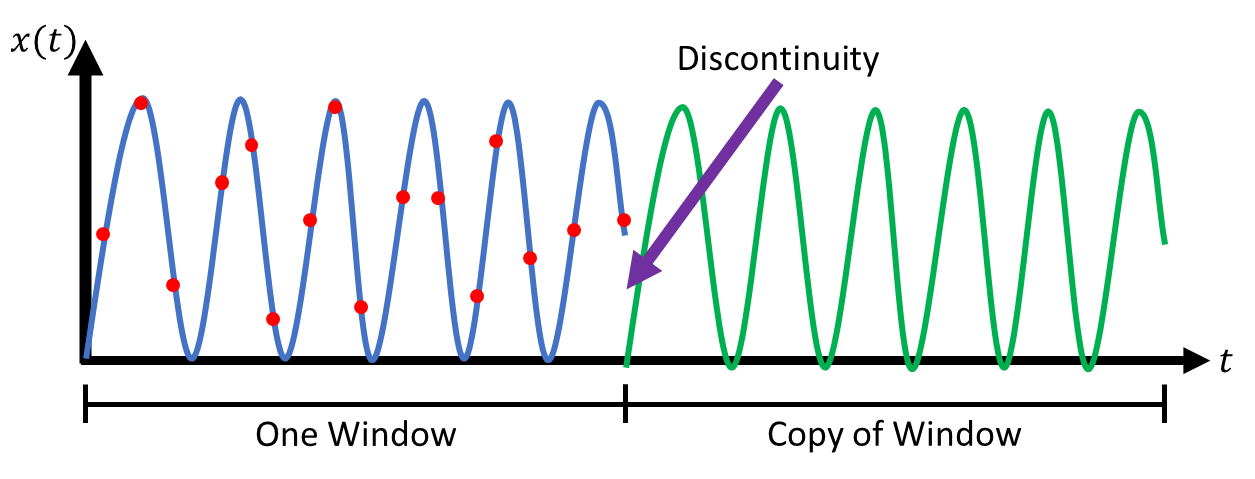 x(t)
Discontinuity
t
One Window
Copy of Window